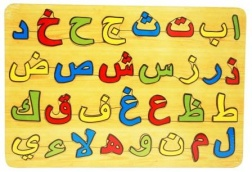 ا ب ت ث ج ح خ د
ذ ر ز س ش ص ض
ط ظ ع غ ف ق ك
ل م ن و ه لا ء ي